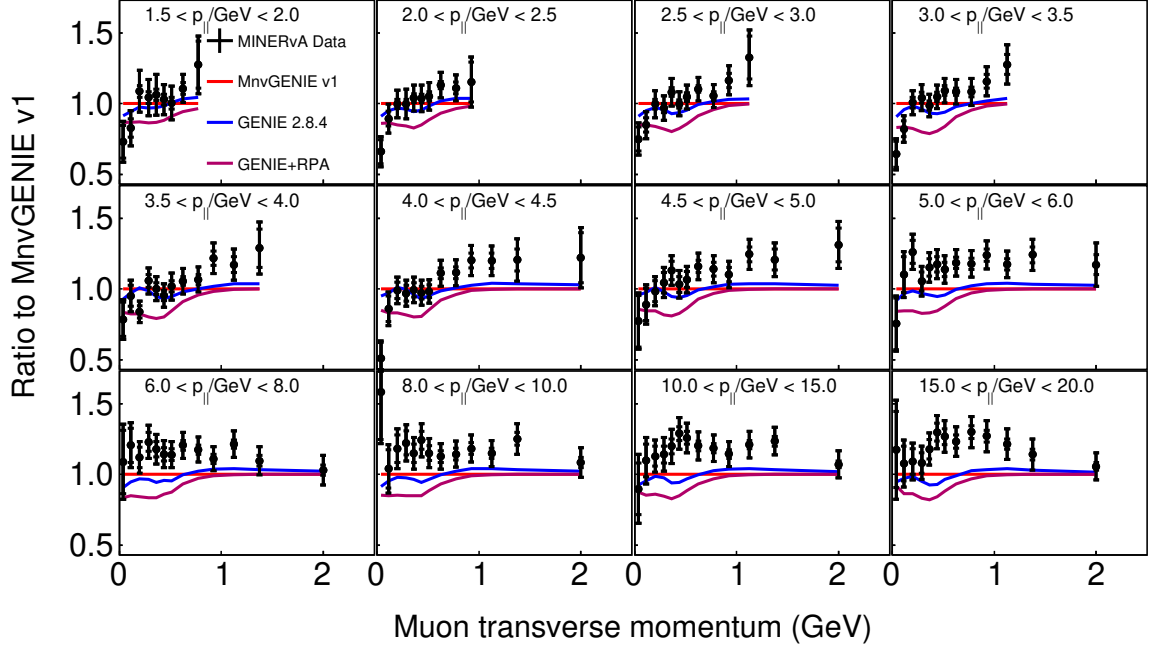 1.5 < p||/GeV < 2.0
2.0 < p||/GeV < 2.5
2.5 < p||/GeV < 3.0
3.0 < p||/GeV < 3.5
MINERvA Data
MnvGENIE v1
GENIE 2.8.4
GENIE+RPA
1.5
1.0
0.5
3.5 < p||/GeV < 4.0
4.0 < p||/GeV < 4.5
4.5 < p||/GeV < 5.0
5.0 < p||/GeV < 6.0
1.5
1.0
0.5
6.0 < p||/GeV < 8.0
8.0 < p||/GeV < 10.0
10.0 < p||/GeV < 15.0
15.0 < p||/GeV < 20.0
1.5
1.0
0.5
0 1 2 0 1 2 0 1 2 0 1 2
Muon transverse momentum (GeV)
Ratio to MnvGENIE v1